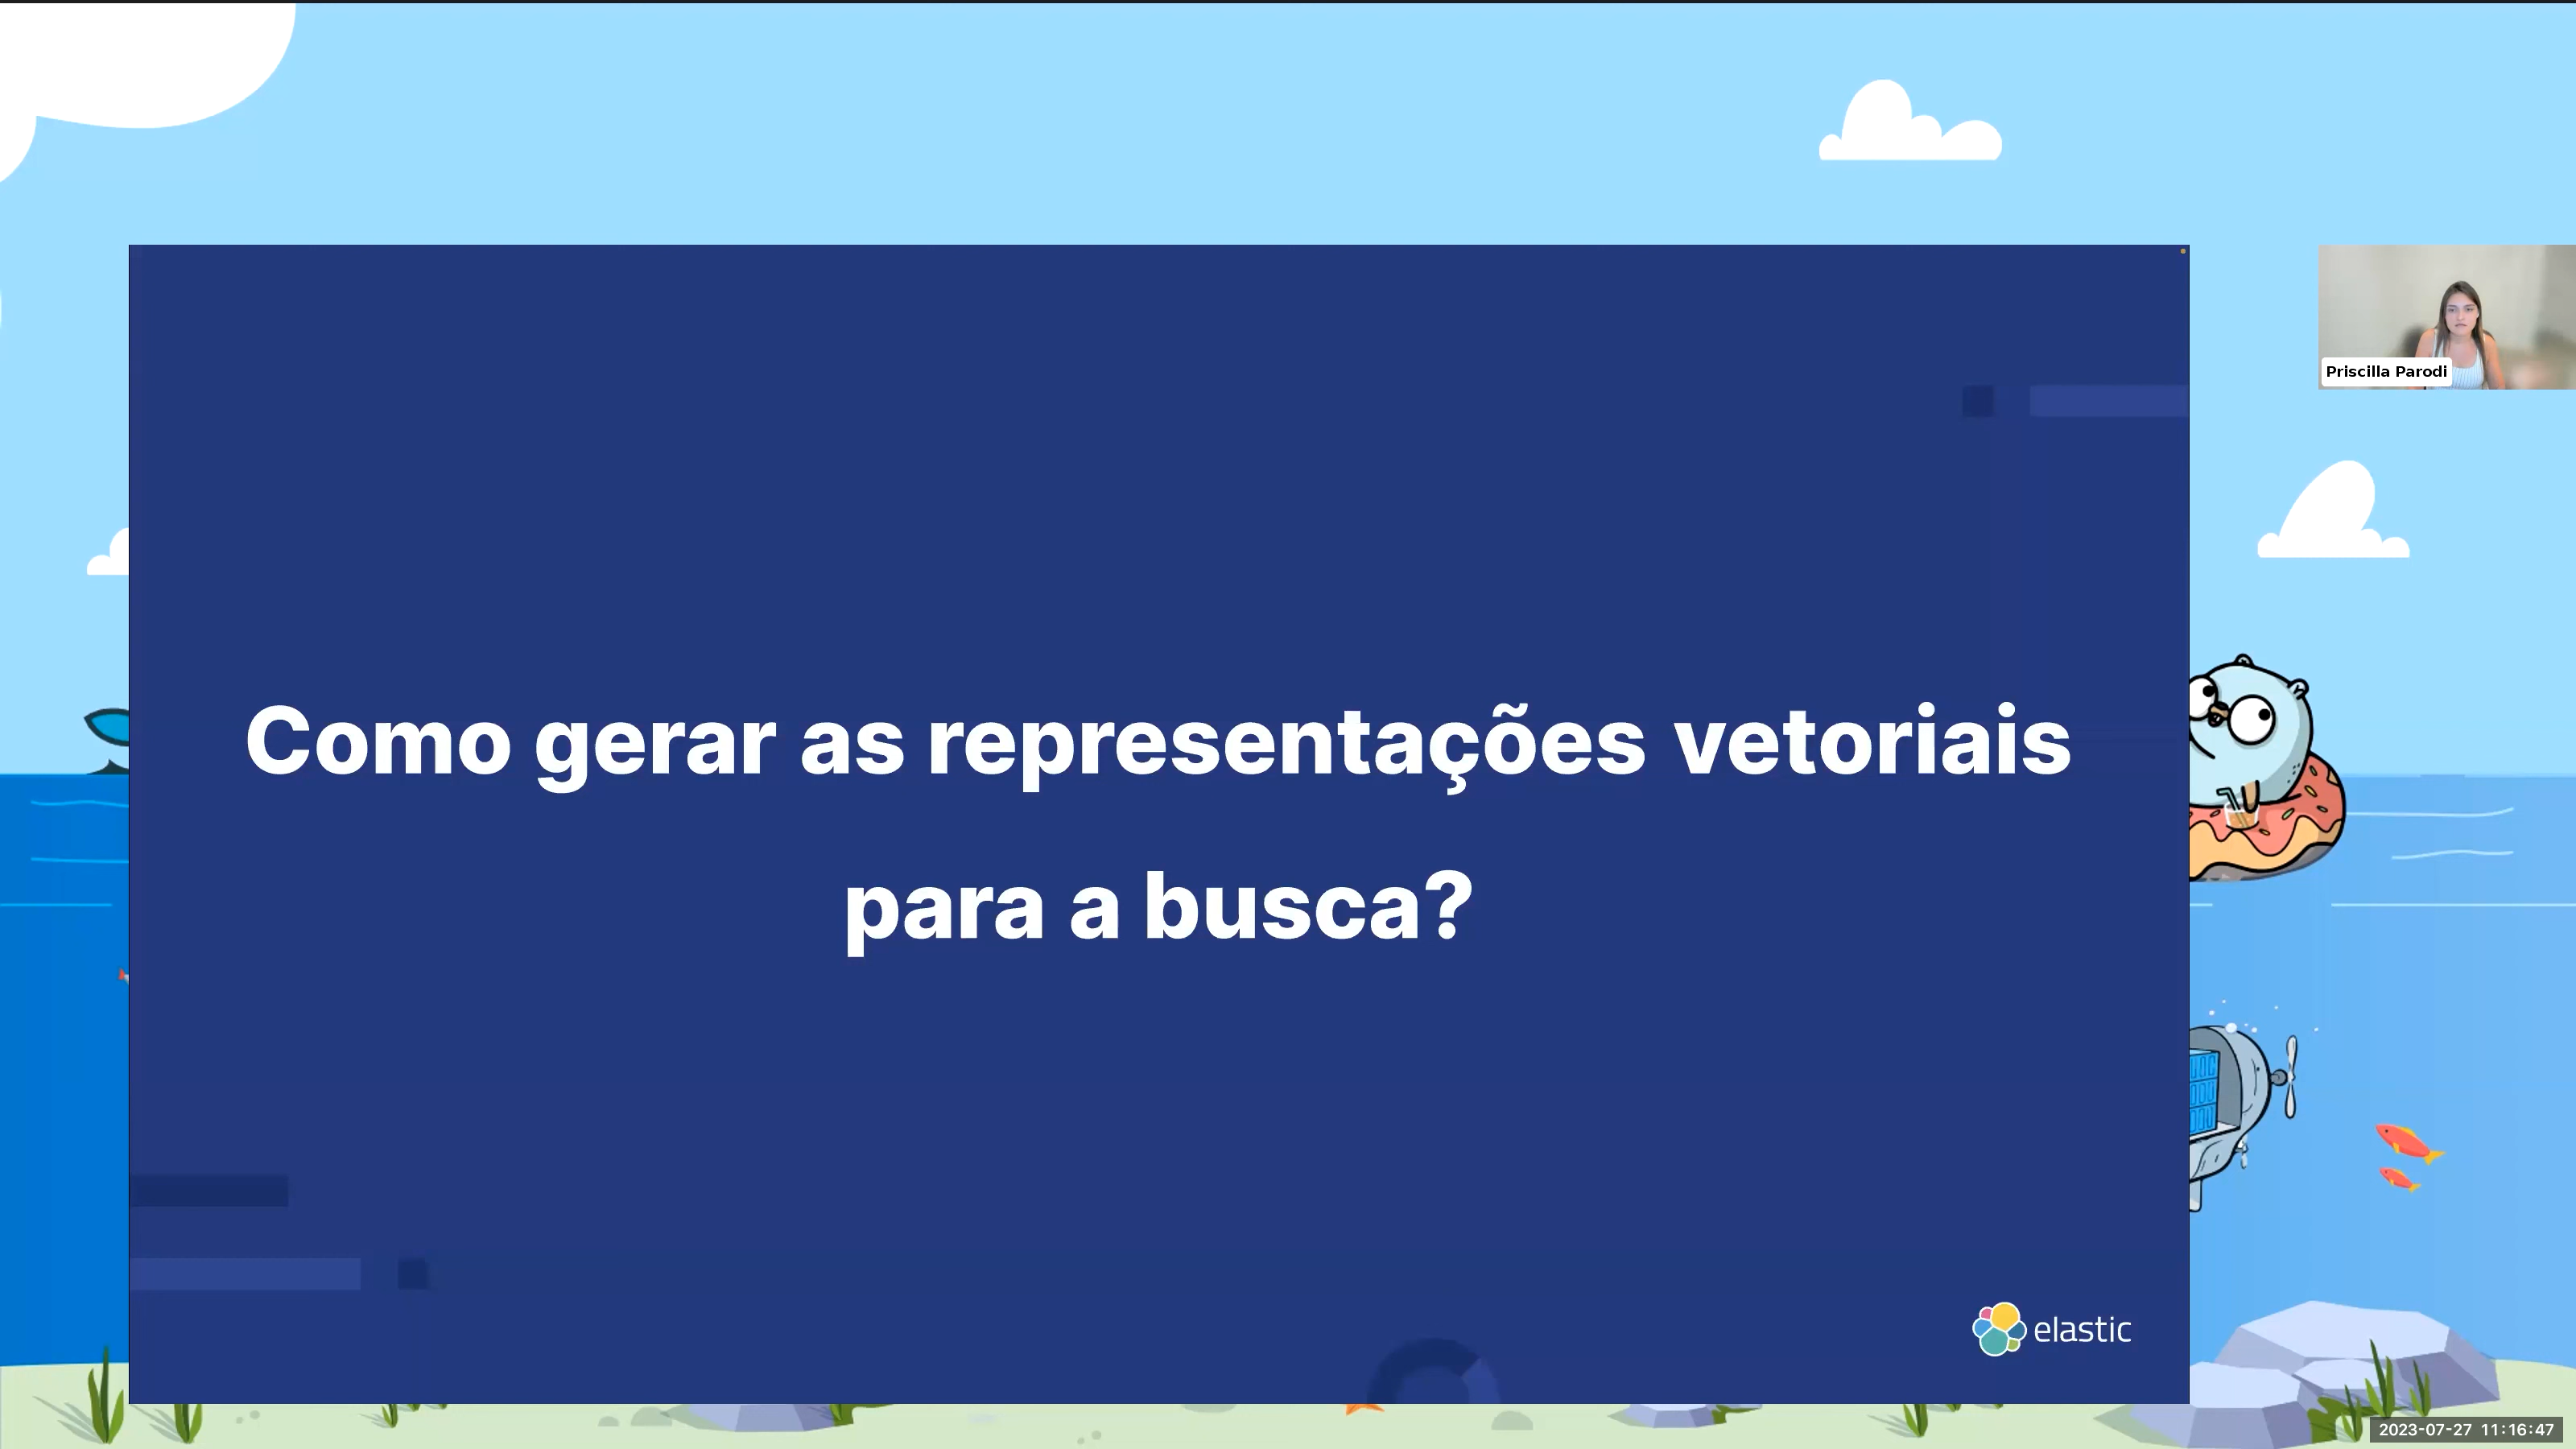 Priscilla Parodi
Como gerar as representações vetoriais
para a busca?
elastic
2023-07-27 11:16:47